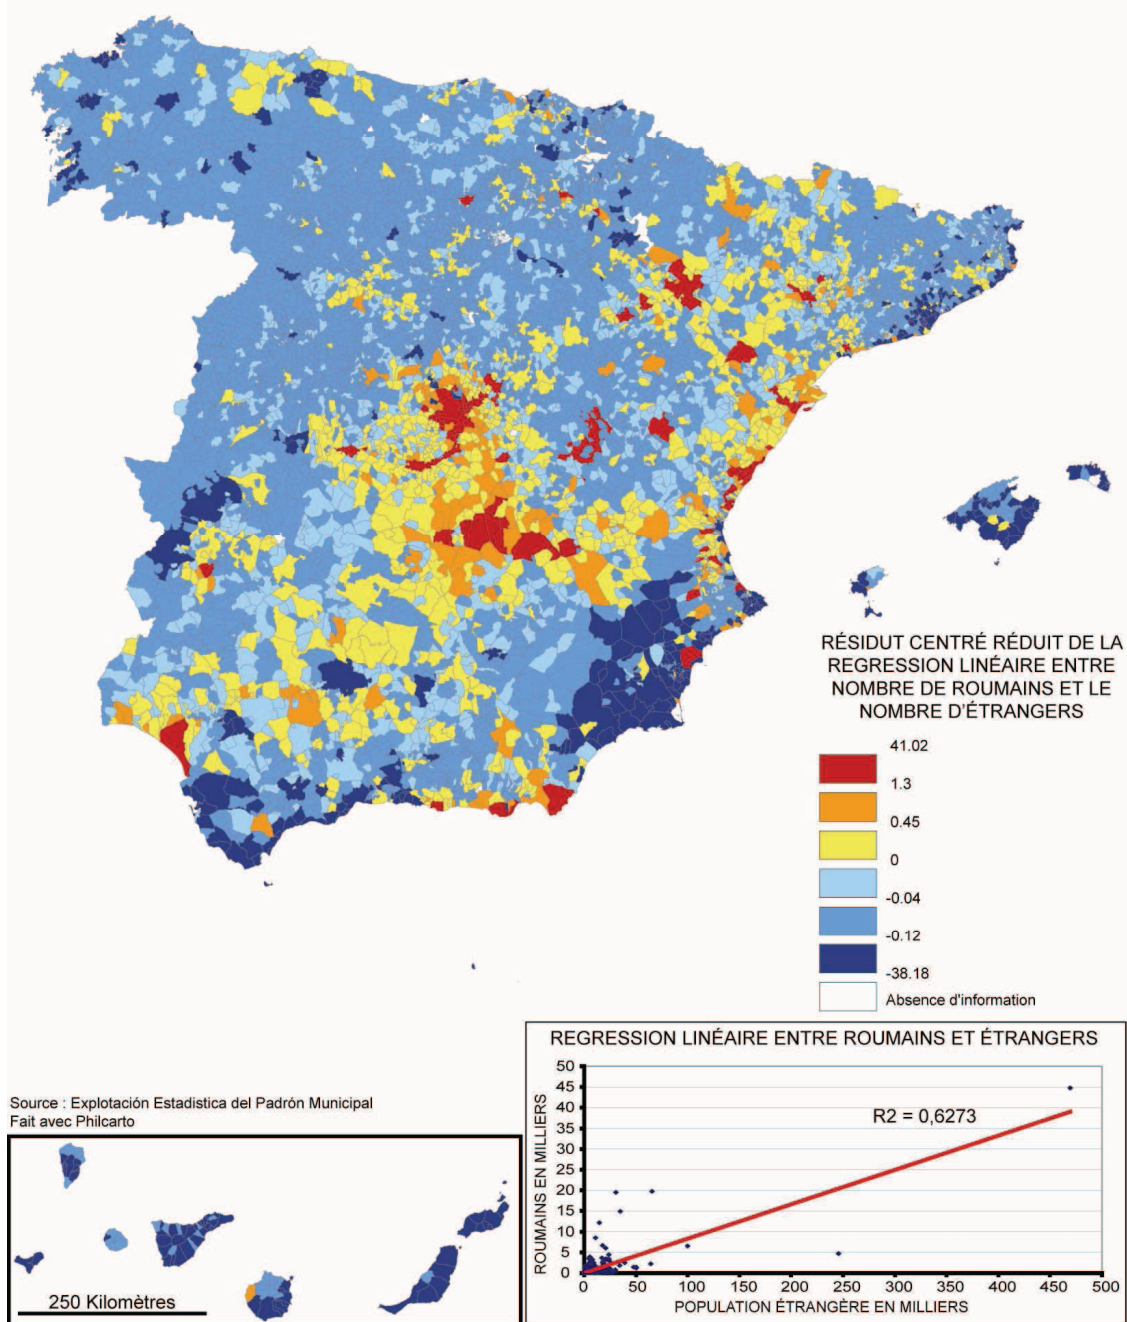 RÉSIDUT CENTRÉ RÉDUIT DE LA
REGRESSION LINÉAIRE ENTRE
NOMBRE DE ROUMAINS ET LE
NOMBRE D'ÉTRANGERS
41.02
1.3
0.45
0
-0.04
-0.12
-38.18
Absence d'information
Source : Explotación Estadistica del Padrón Municipal
Fait avec Philcarto
250 Kilomètres
REGRESSION LINÉAIRE ENTRE ROUMAINS ET ÉTRANGERS
ROUMAINS EN MILLIERS
50
45
40
35
30
25
20
15
10
5
0
R2 = 0,6273
0 50 100 150 200 250 300 350 400 450 500
POPULATION ÉTRANGÈRE EN MILLIERS